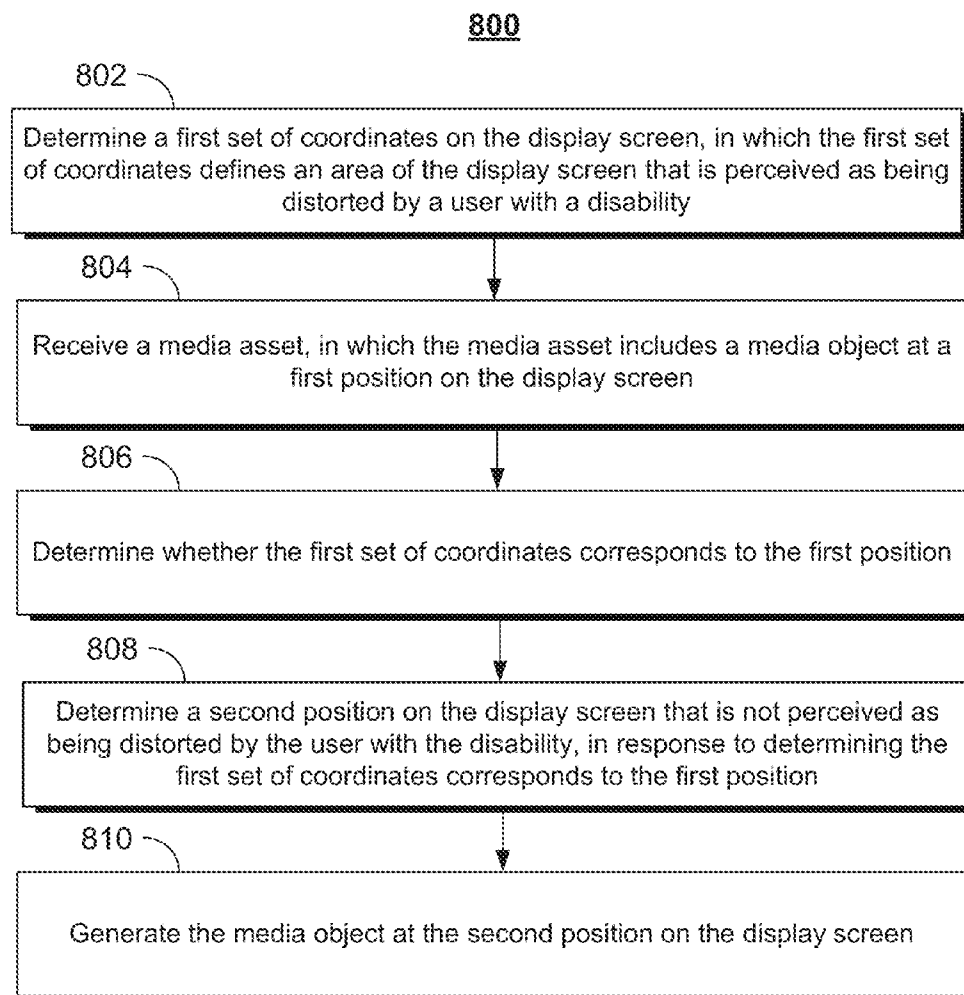 800
802
Determine a first set of coordinates on the display screen, in which the first set
of coordinates defines an area of the display screen that is perceived as being
distorted by a user with a disability
804
Receive a media asset, in which the media asset includes a media object at a
first position on the display screen
806
Determine whether the first set of coordinates corresponds to the first position
808
Determine a second position on the display screen that is not perceived as
being distorted by the user with the disability, in response to determining the
first set of coordinates corresponds to the first position
810
Generate the media object at the second position on the display screen